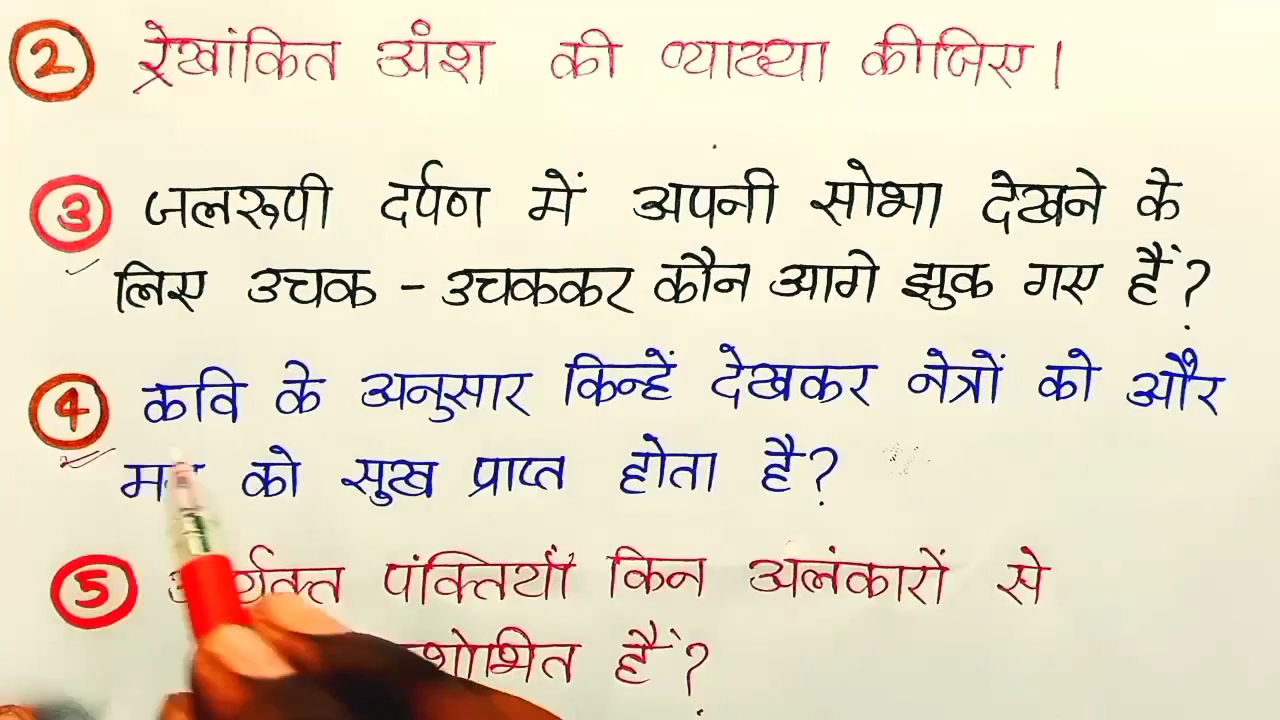 ② रेखांकित अंश की व्याख्या कीजिए।
③ जलरुपी दर्पण में अपनी सोभा देखने के
लिए उचक - उचककर कौन आगे झुक गए हैं?
④ कवि के अनुसार किन्हें देखकर नेत्रों को और
को सुख प्राप्त होता है?
⑤ पंक्तियाँ किन अलंकारों से
हैं?